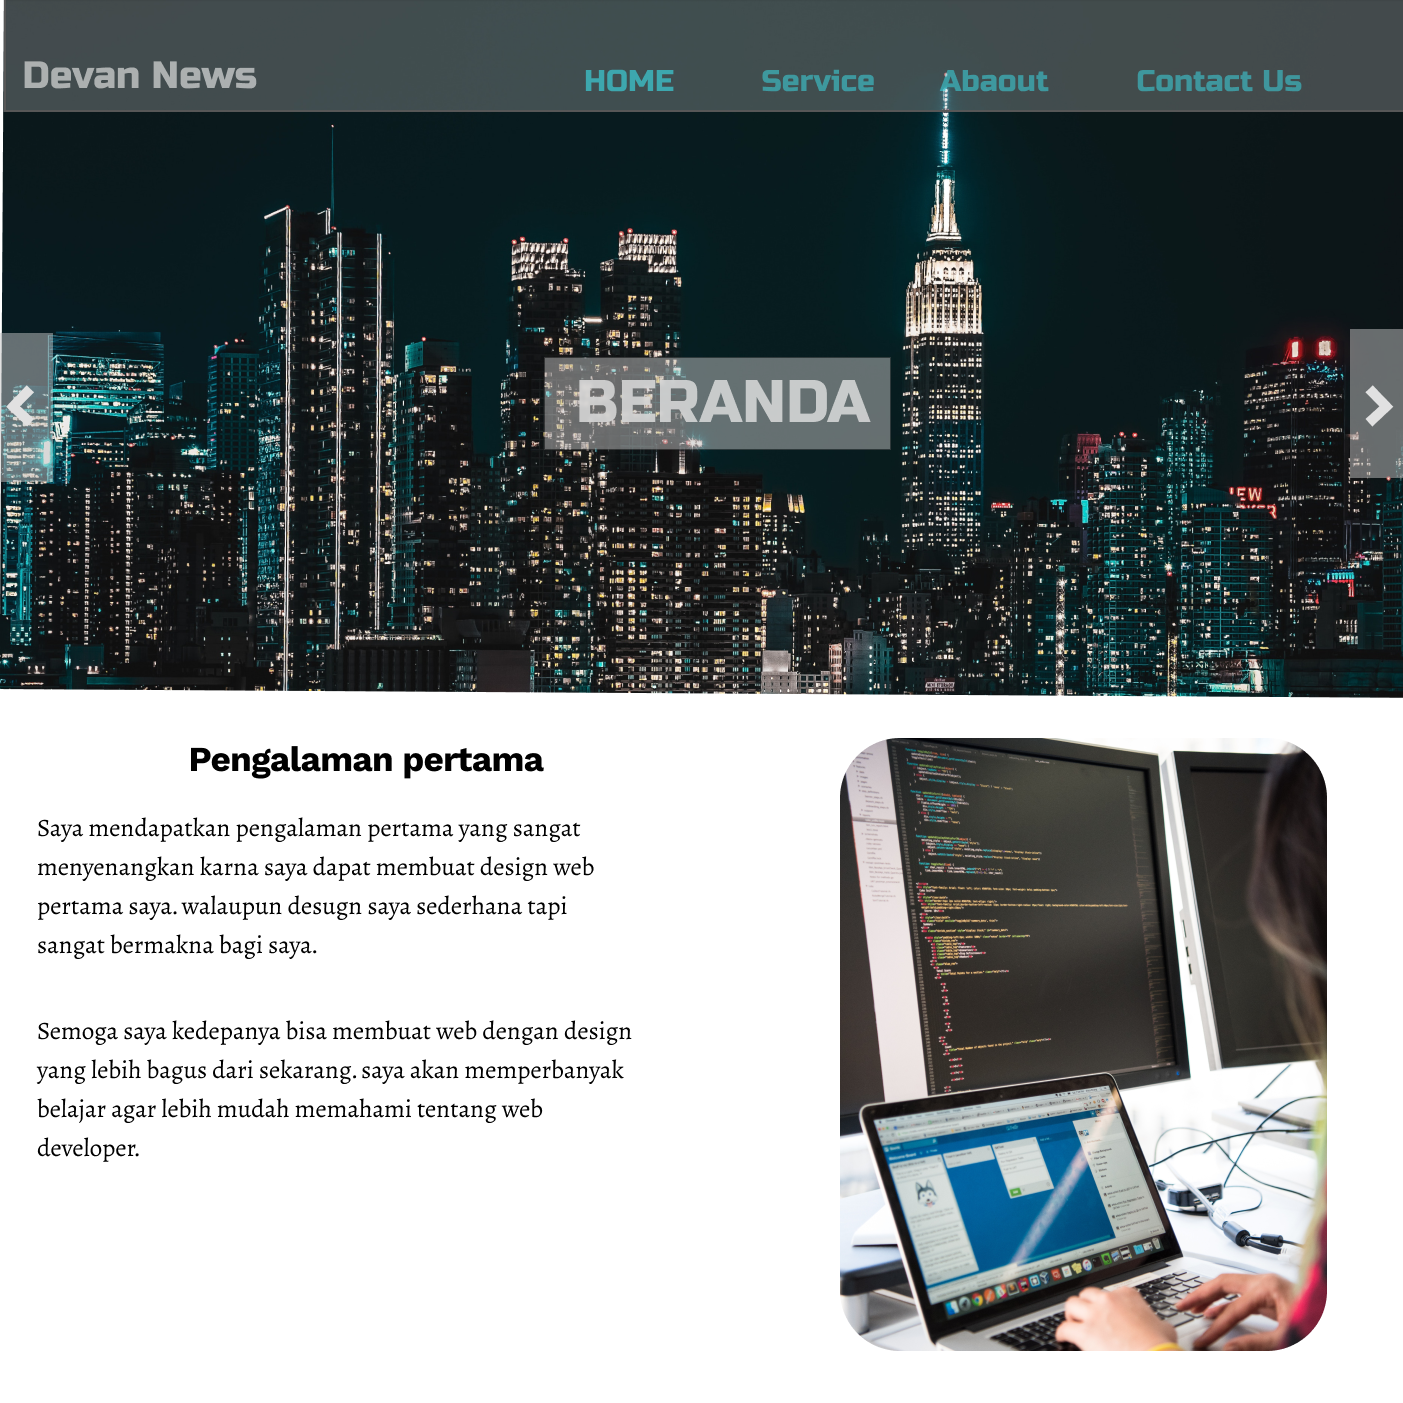 Devan News
HOME Service Abaout Contact Us
BERANDA
Pengalaman pertama
Saya mendapatkan pengalaman pertama yang sangat
menyenangkan karna saya dapat membuat design web
pertama saya. walaupun desugn saya sederhana tapi
sangat bermakna bagi saya.
Semoga saya kedepanya bisa membuat web dengan design
yang lebih bagus dari sekarang. saya akan memperbanyak
belajar agar lebih mudah memahami tentang web
developer.